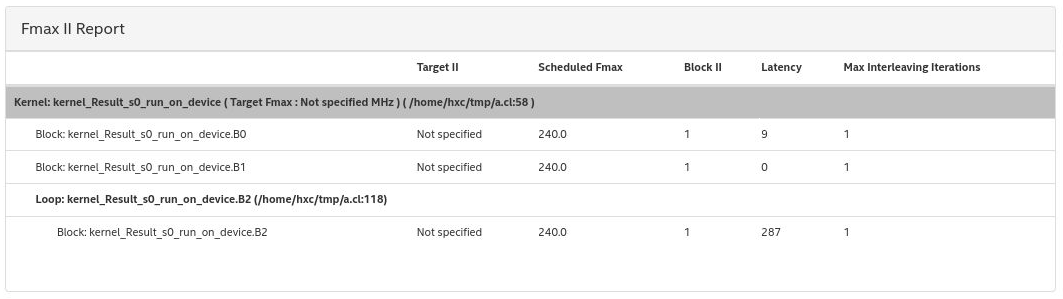 Fmax II Report
Target II Scheduled Fmax Block II Latency Max Interleaving Iterations
Kernel: kernel_Result_s0_run_on_device ( Target Fmax : Not specified MHz ) ( /home/hxc/tmp/a.cl:58 )
Block: kernel_Result_s0_run_on_device.B0 Not specified 240.0 1 9 1
Block: kernel_Result_s0_run_on_device.B1 Not specified 240.0 1 0 1
Loop: kernel_Result_s0_run_on_device.B2 (/home/hxc/tmp/a.cl:118)
Block: kernel_Result_s0_run_on_device.B2 Not specified 240.0 1 287 1